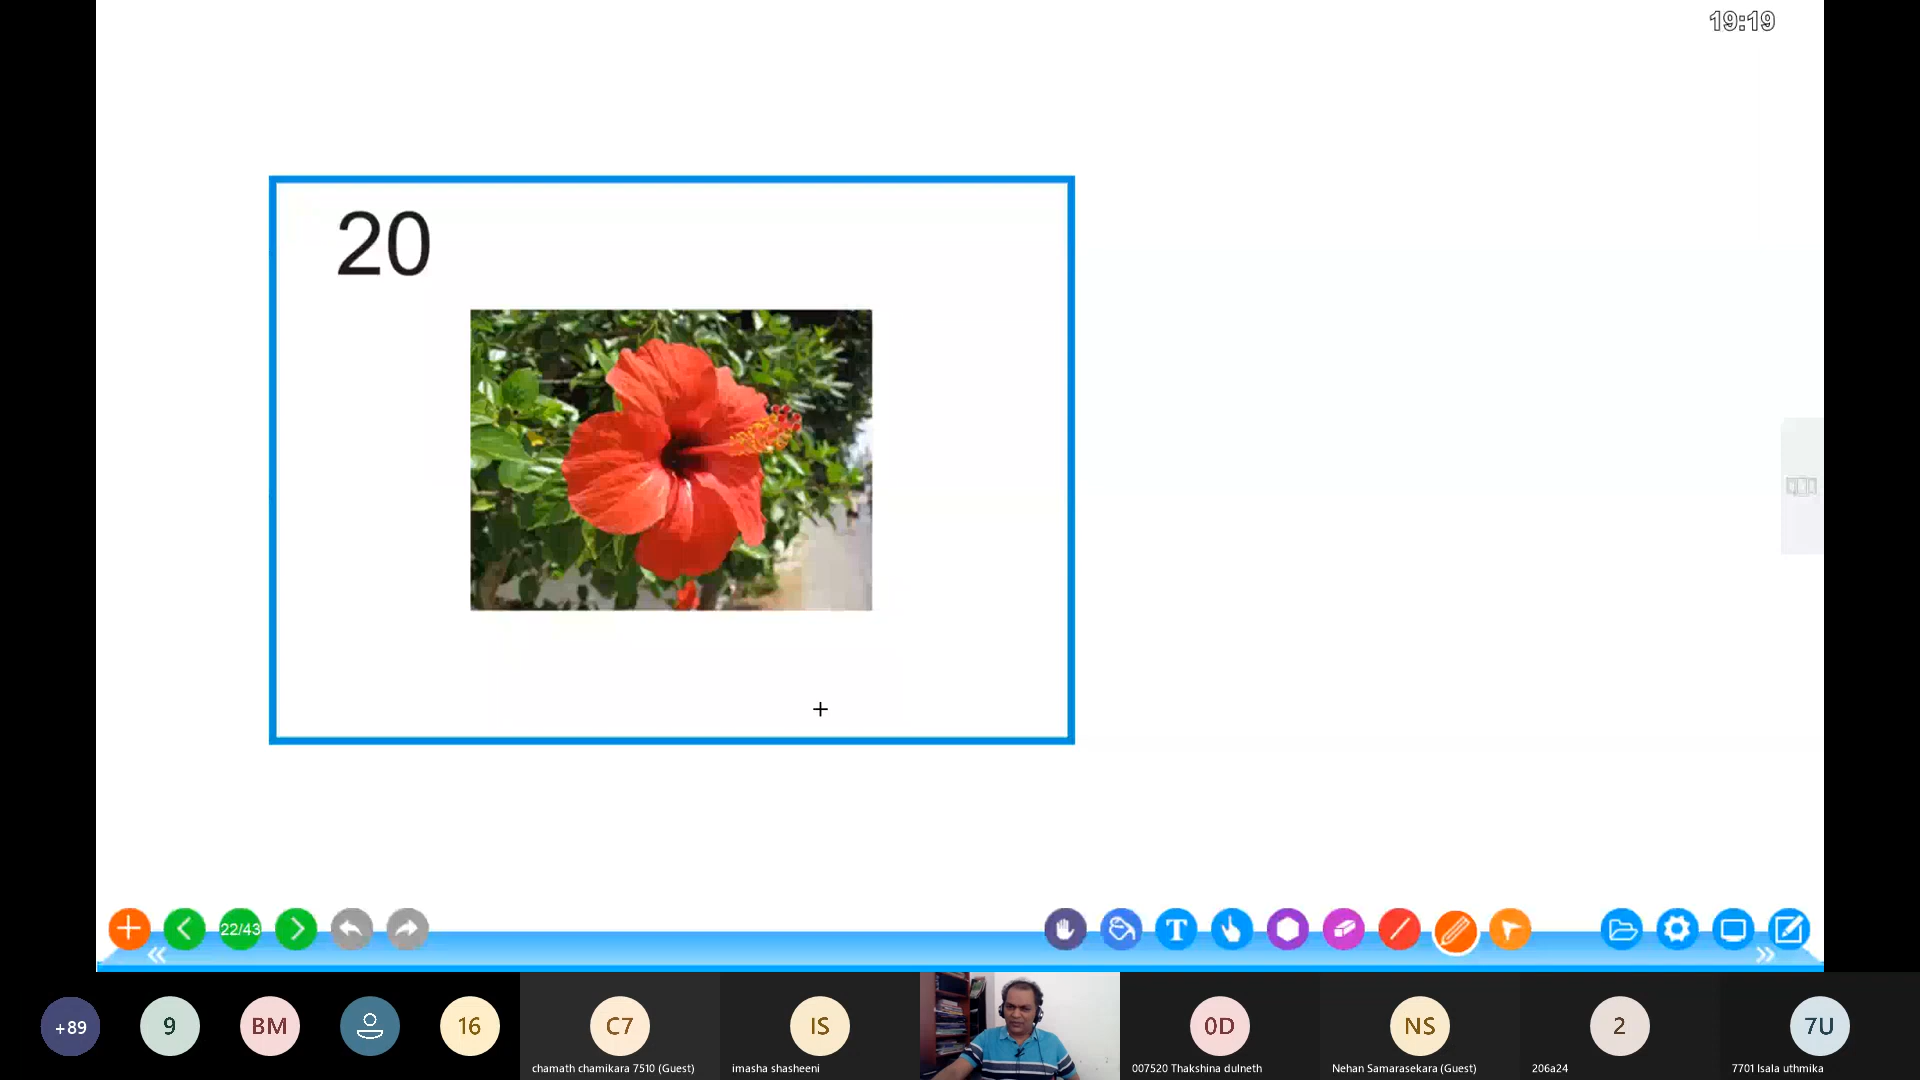 19:19
20
22/43
T
+89
9
BM
16
C7
IS
0D
NS
2
7U
chamath chamikara 7510 (Guest)
imasha shasheeni
007520 Thakshina dulneth
Nehan Samarasekara (Guest)
206a24
7701 Isala uthmika